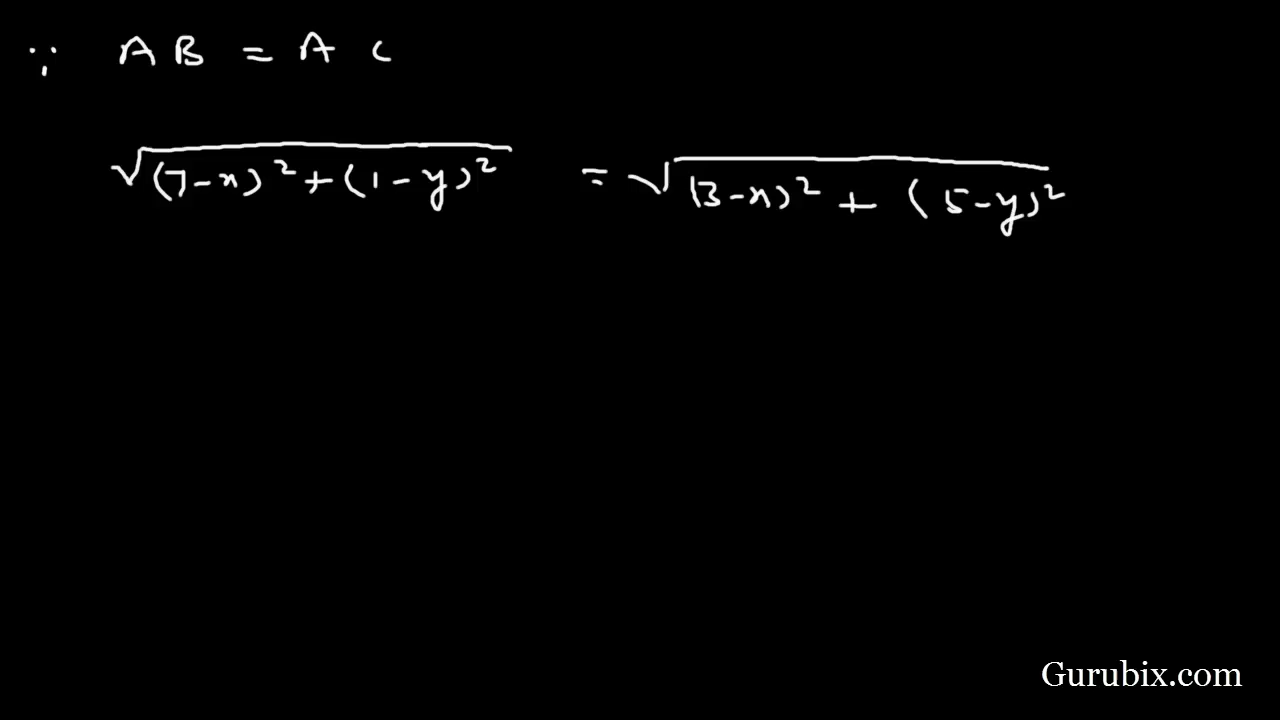 ∵ AB = AC
√((7-x)² + (1-y)²) = √((3-x)² + (5-y)²)
Gurubix.com